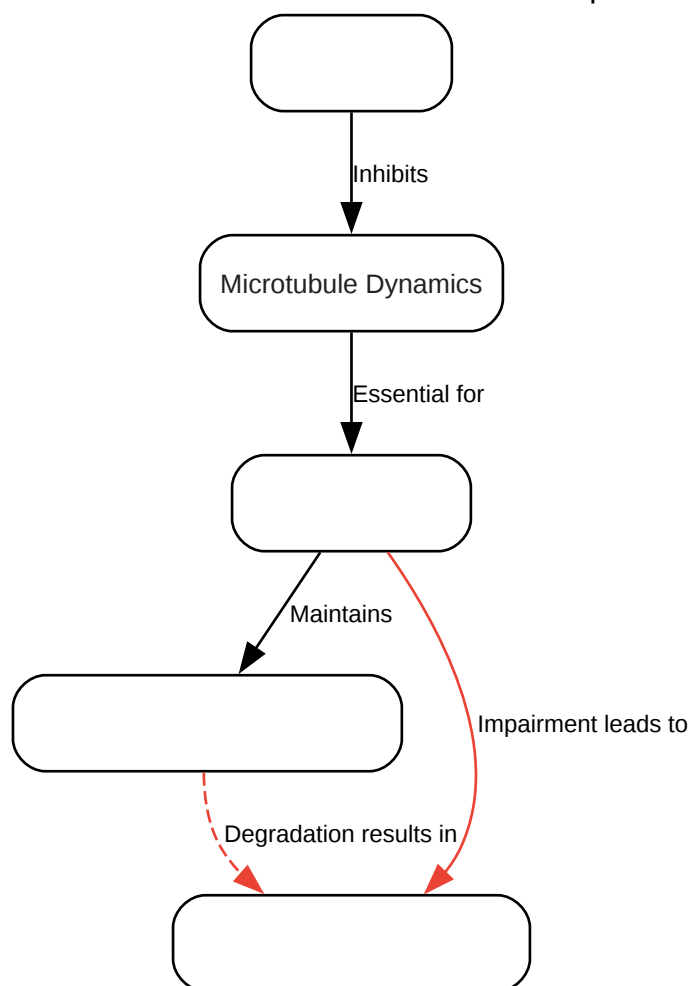 Inhibits
Microtubule Dynamics
Essential for
Maintains
Impairment leads to
Degradation results in